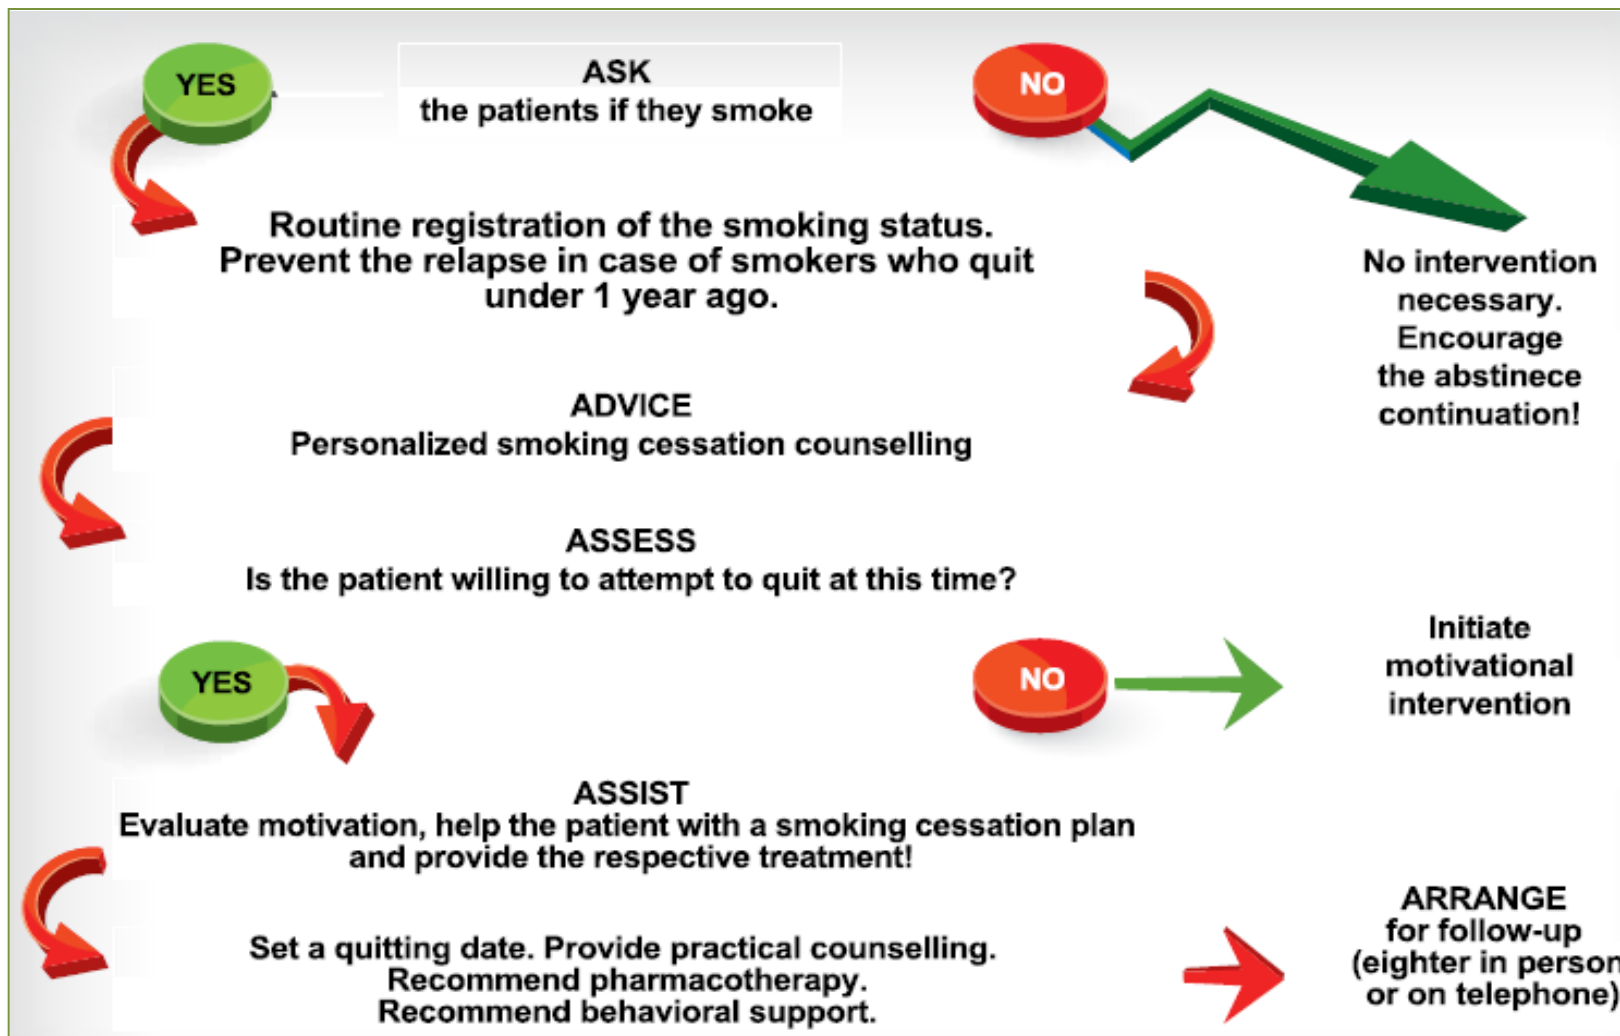 YES
ASK
the patients if they smoke
NO
Routine registration of the smoking status.
Prevent the relapse in case of smokers who quit
under 1 year ago.
No intervention
necessary.
Encourage
the abstinece
continuation!
ADVICE
Personalized smoking cessation counselling
ASSESS
Is the patient willing to attempt to quit at this time?
YES
NO
Initiate
motivational
intervention
ASSIST
Evaluate motivation, help the patient with a smoking cessation plan
and provide the respective treatment!
Set a quitting date. Provide practical counselling.
Recommend pharmacotherapy.
Recommend behavioral support.
ARRANGE
for follow-up
(eighter in person
or on telephone)